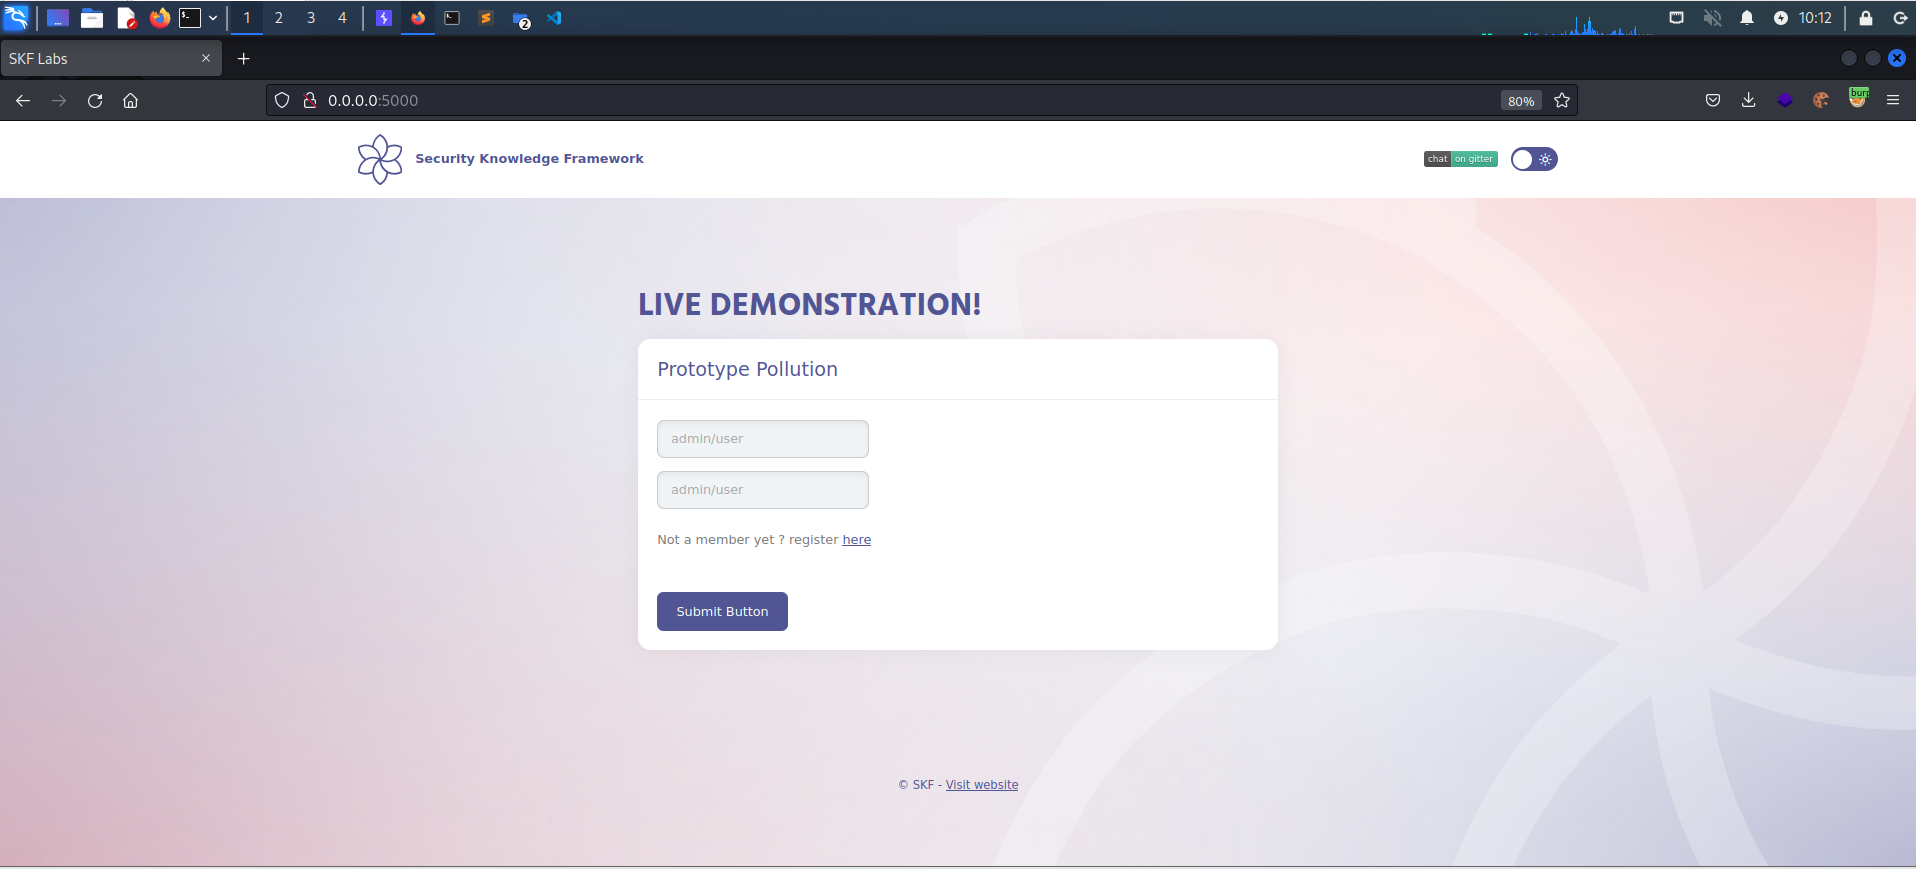 1 2 3 4 2 10:12
SKF Labs
0.0.0.0:5000 80% burp
Security Knowledge Framework chat on gitter
LIVE DEMONSTRATION!
Prototype Pollution
admin/user
admin/user
Not a member yet ? register here
Submit Button
© SKF - Visit website